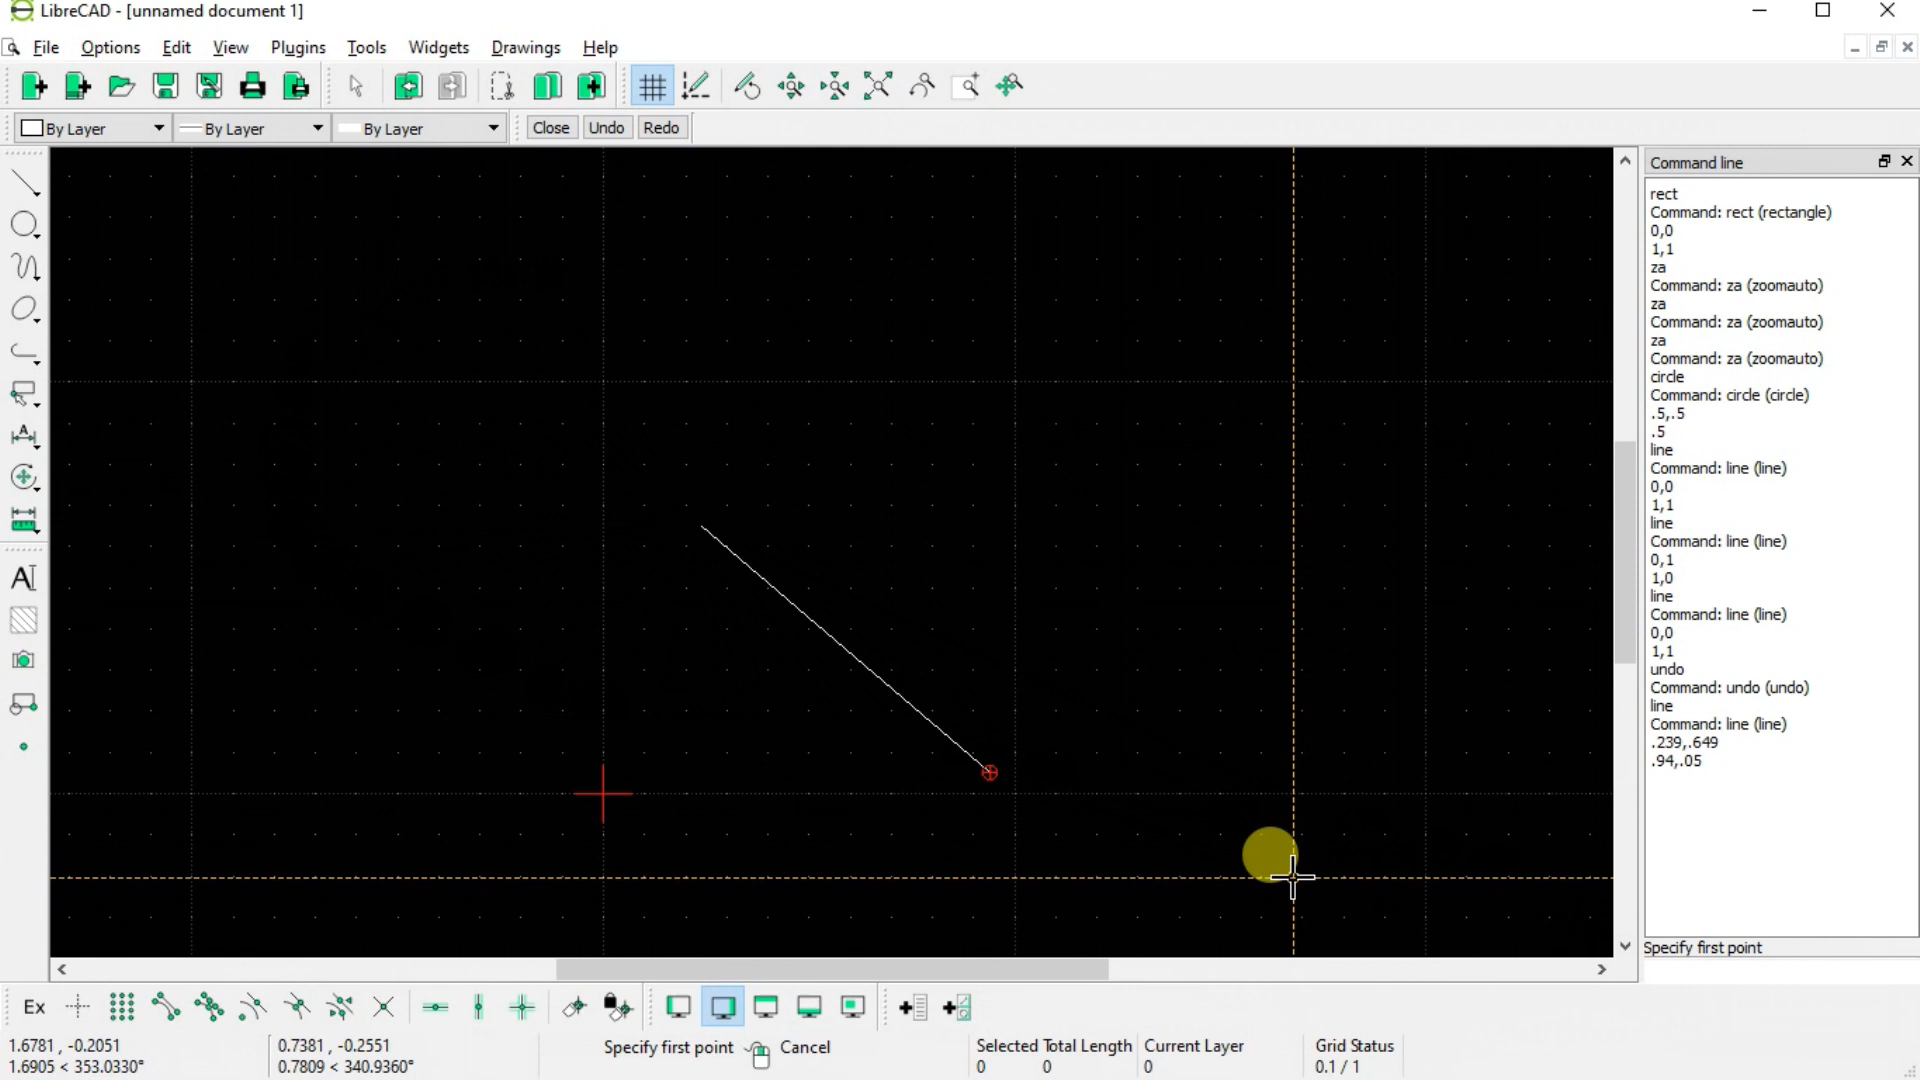 LibreCAD - [unnamed document 1]
File Options Edit View Plugins Tools Widgets Drawings Help
By Layer By Layer By Layer Close Undo Redo
Command line
rect
Command: rect (rectangle)
0,0
1,1
za
Command: za (zoomauto)
za
Command: za (zoomauto)
za
Command: za (zoomauto)
circle
Command: circle (circle)
.5,.5
.5
line
Command: line (line)
0,0
1,1
line
Command: line (line)
0,1
1,0
line
Command: line (line)
0,0
1,1
undo
Command: undo (undo)
line
Command: line (line)
.239,.649
.94,.05
Specify first point
Ex
1.6781 , -0.2051 0.7381 , -0.2551 Specify first point Cancel Selected Total Length Current Layer Grid Status
1.6905 < 353.0330° 0.7809 < 340.9360° 0 0 0 0.1 / 1